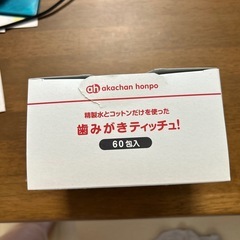 ah akachan honpo
精製水とコットンだけを使った
歯みがきティッチュ!
60包入